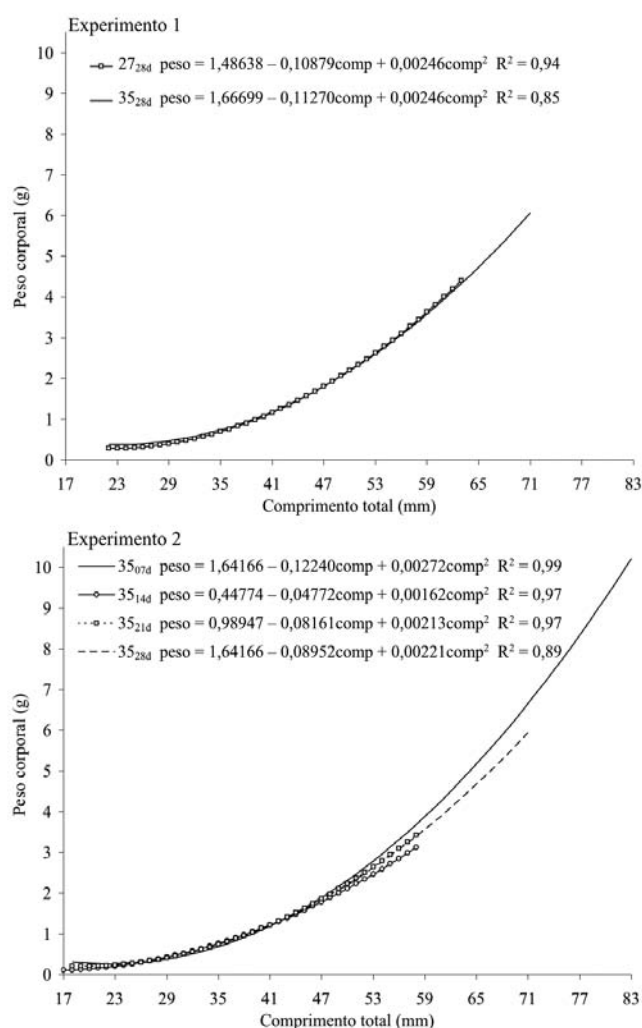 Experimento 1
27₂₈d peso = 1,48638 – 0,10879comp + 0,00246comp² R² = 0,94
35₂₈d peso = 1,66699 – 0,11270comp + 0,00246comp² R² = 0,85
10
9
8
7
6
5
4
3
2
1
0
Peso corporal (g)
17 23 29 35 41 47 53 59 65 71 77 83
Comprimento total (mm)
Experimento 2
35₀₇d peso = 1,64166 – 0,12240comp + 0,00272comp² R² = 0,99
35₁₄d peso = 0,44774 – 0,04772comp + 0,00162comp² R² = 0,97
35₂₁d peso = 0,98947 – 0,08161comp + 0,00213comp² R² = 0,97
35₂₈d peso = 1,64166 – 0,08952comp + 0,00221comp² R² = 0,89
10
9
8
7
6
5
4
3
2
1
0
Peso corporal (g)
17 23 29 35 41 47 53 59 65 71 77 83
Comprimento total (mm)